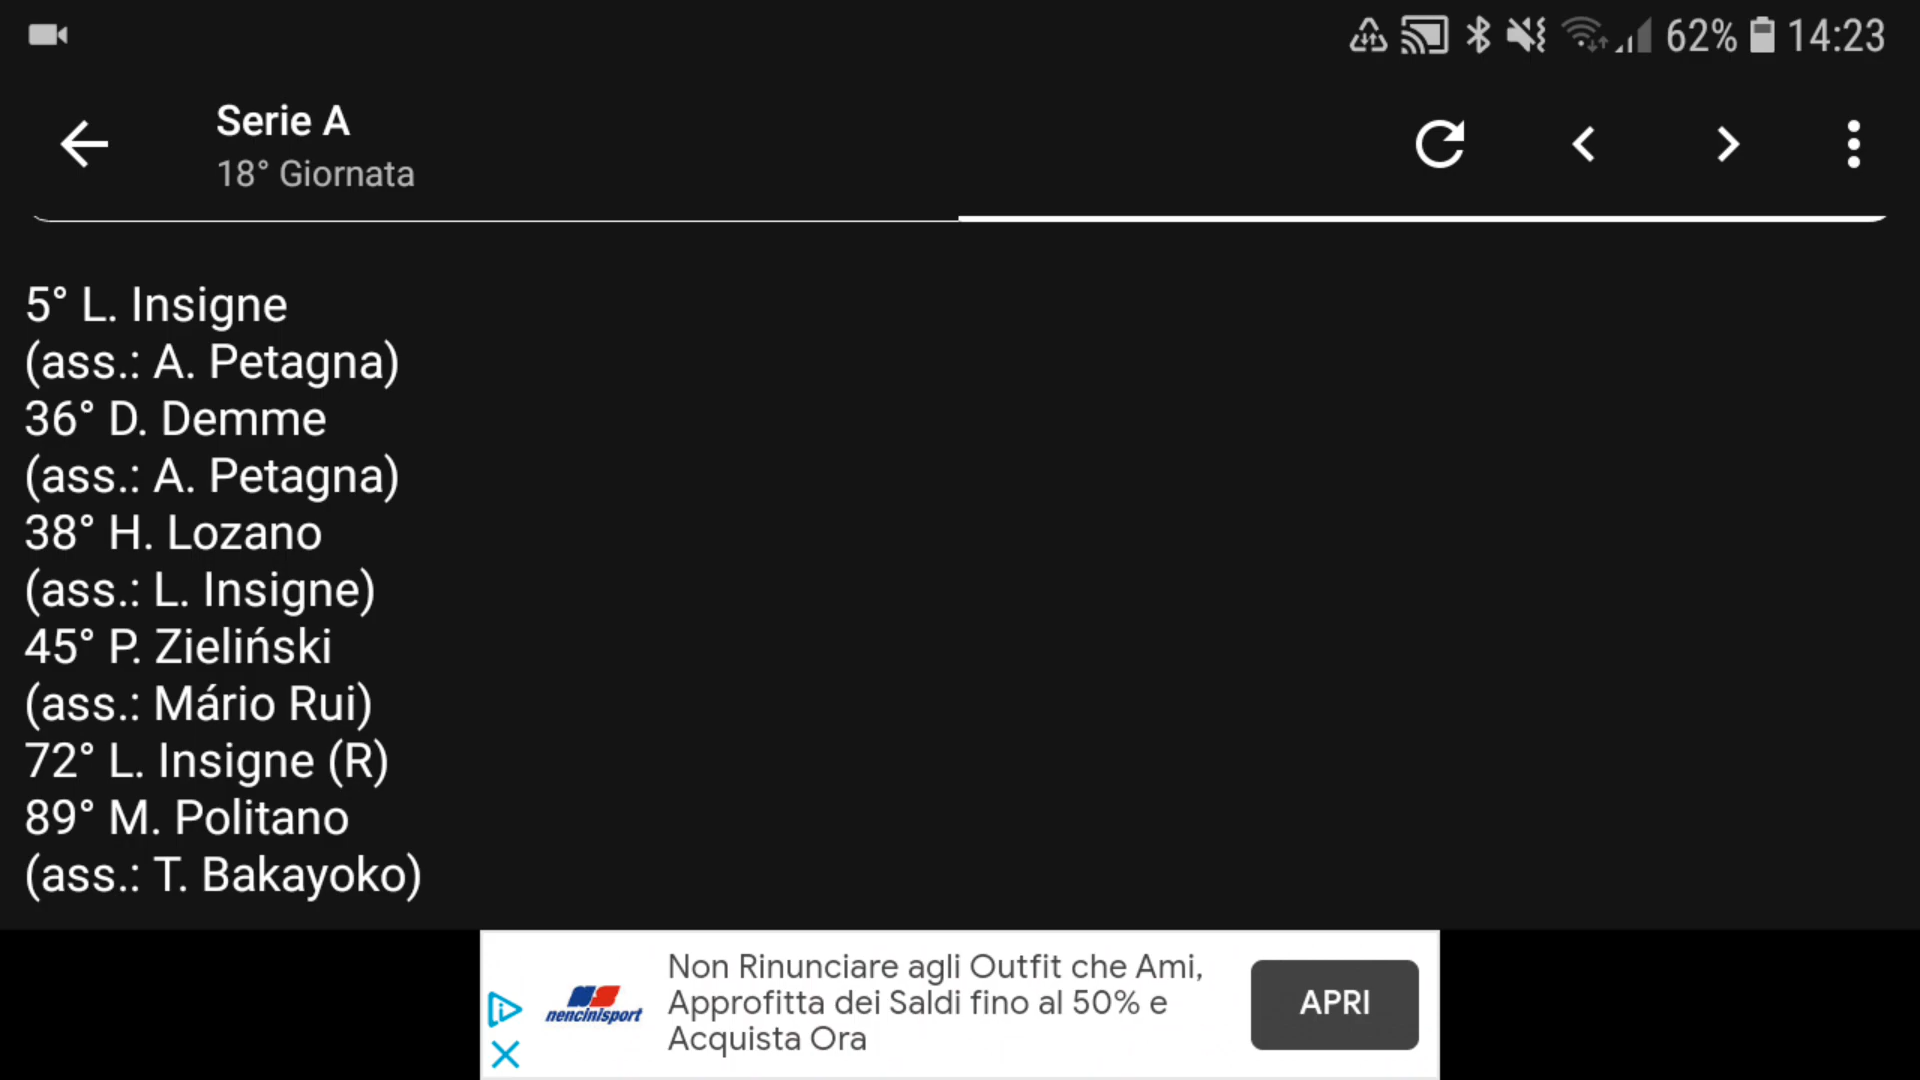 62% 14:23
Serie A
18° Giornata
5° L. Insigne
(ass.: A. Petagna)
36° D. Demme
(ass.: A. Petagna)
38° H. Lozano
(ass.: L. Insigne)
45° P. Zieliński
(ass.: Mário Rui)
72° L. Insigne (R)
89° M. Politano
(ass.: T. Bakayoko)
nencinisport
Non Rinunciare agli Outfit che Ami,
Approfitta dei Saldi fino al 50% e
Acquista Ora
APRI